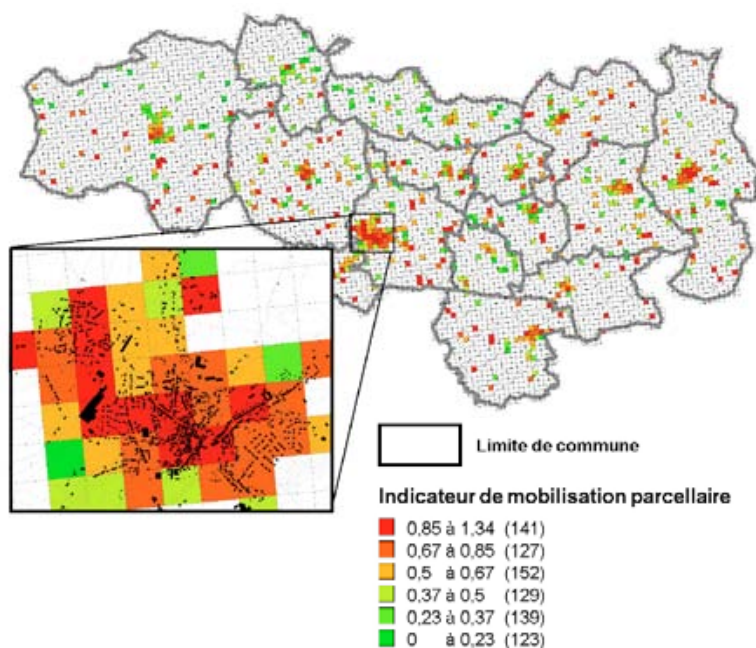 Limite de commune
Indicateur de mobilisation parcellaire
0,85 à 1,34 (141)
0,67 à 0,85 (127)
0,5 à 0,67 (152)
0,37 à 0,5 (129)
0,23 à 0,37 (139)
0 à 0,23 (123)